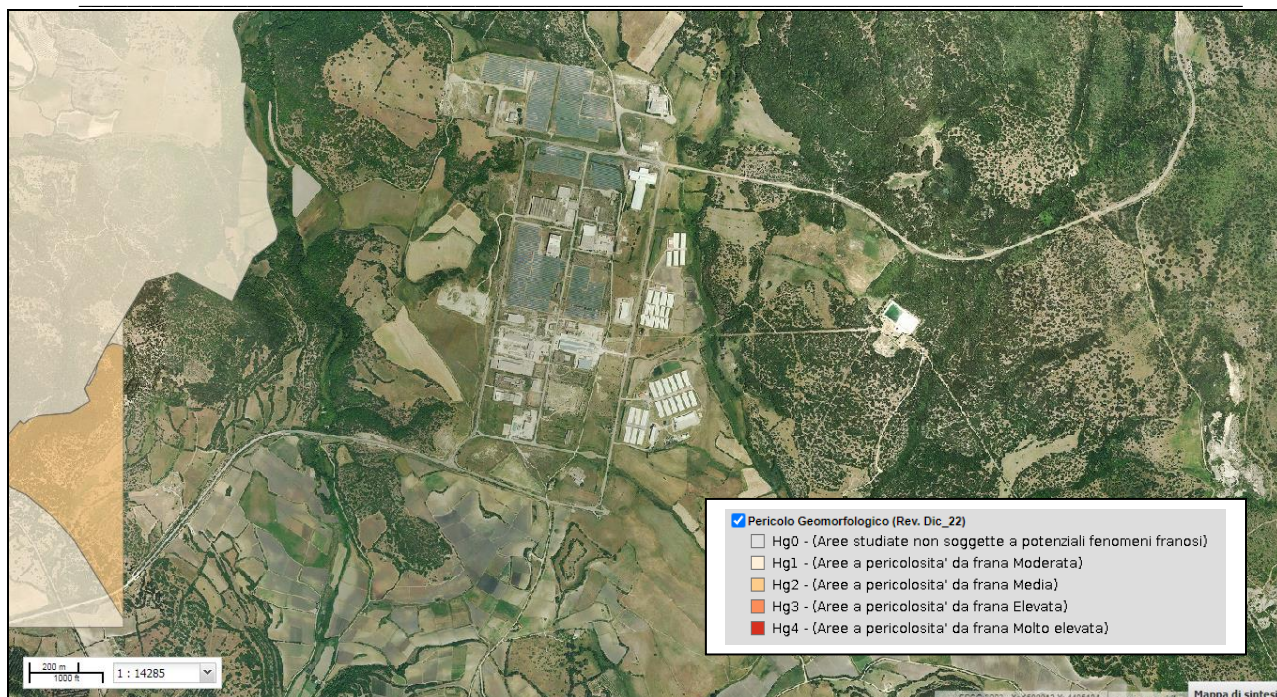 Pericolo Geomorfologico (Rev. Dic_22)
Hg0 - (Aree studiate non soggette a potenziali fenomeni franosi)
Hg1 - (Aree a pericolosita' da frana Moderata)
Hg2 - (Aree a pericolosita' da frana Media)
Hg3 - (Aree a pericolosita' da frana Elevata)
Hg4 - (Aree a pericolosita' da frana Molto elevata)
200 m
1000 ft
1 : 14285
Mappa di sintes